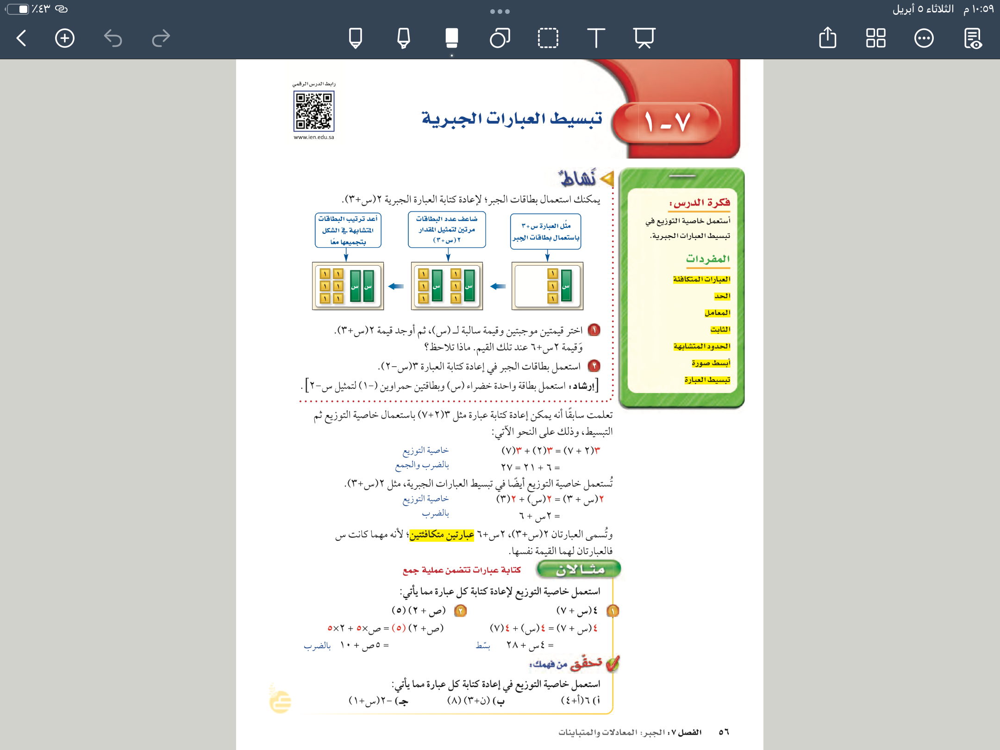 ١٠:٥٩ م الثلاثاء ٥ أبريل
٤٣٪
رابط الدرس الرقمي
www.ien.edu.sa
٧-١
تبسيط العبارات الجبرية
فكرة الدرس:
أستعمل خاصية التوزيع في
تبسيط العبارات الجبرية.
المفردات
العبارات المتكافئة
الحد
المعامل
الثابت
الحدود المتشابهة
أبسط صورة
تبسيط العبارة
نَشاطٌ
يمكنك استعمال بطاقات الجبر؛ لإعادة كتابة العبارة الجبرية ٢(س+٣).
مثِّل العبارة س+٣
باستعمال بطاقات الجبر
ضاعف عدد البطاقات
مرتين لتمثيل المقدار
٢(س+٣)
أعد ترتيب البطاقات
المتشابهة في الشكل
بتجميعها معًا
س ١ ١ ١
س ١ ١ ١ س ١ ١ ١
س س ١ ١ ١ ١ ١ ١
١ اختر قيمتين موجبتين وقيمة سالبة لـ (س)، ثم أوجد قيمة ٢(س+٣).
وَقيمة ٢س+٦ عند تلك القيم. ماذا تلاحظ؟
٢ استعمل بطاقات الجبر في إعادة كتابة العبارة ٣(س-٢).
[إرشاد: استعمل بطاقة واحدة خضراء (س) وبطاقتين حمراوين (-١) لتمثيل س-٢].
تعلمت سابقًا أنه يمكن إعادة كتابة عبارة مثل ٣(٢+٧) باستعمال خاصية التوزيع ثم
التبسيط، وذلك على النحو الآتي:
٣(٢ + ٧) = ٣(٢) + ٣(٧) خاصية التوزيع
= ٦ + ٢١ = ٢٧ بالضرب والجمع
تُستعمل خاصية التوزيع أيضًا في تبسيط العبارات الجبرية، مثل ٢(س+٣).
٢(س + ٣) = ٢(س) + ٢(٣) خاصية التوزيع
= ٢س + ٦ بالضرب
وتُسمى العبارتان ٢(س+٣)، ٢س+٦ عبارتين متكافئتين؛ لأنه مهما كانت س
فالعبارتان لهما القيمة نفسها.
مثـالان كتابة عبارات تتضمن عملية جمع
استعمل خاصية التوزيع لإعادة كتابة كل عبارة مما يأتي:
١ ٤(س + ٧) ٢ (ص + ٢)(٥)
٤(س + ٧) = ٤(س) + ٤(٧) (ص+ ٢)(٥) = ص×٥ + ٢×٥
= ٤س + ٢٨ بسّط = ٥ص + ١٠ بالضرب
تحقَّق من فهمك:
استعمل خاصية التوزيع في إعادة كتابة كل عبارة مما يأتي:
أ) ٦(أ+٤) ب) (ن+٣)(٨) جـ) -٢(س+١)
٥٦ الفصل ٧: الجبر: المعادلات والمتباينات